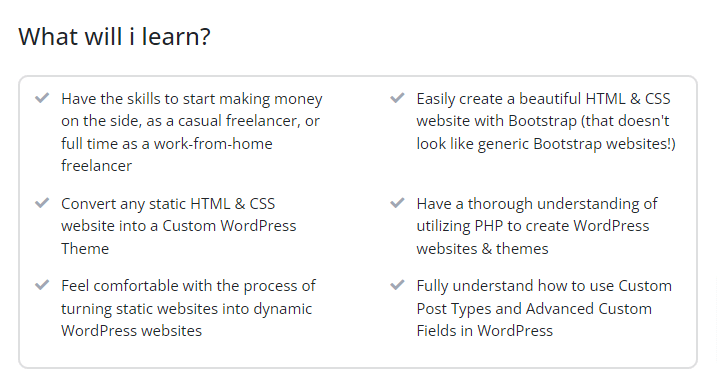 What will i learn?
Have the skills to start making money
on the side, as a casual freelancer, or
full time as a work-from-home
freelancer
Easily create a beautiful HTML & CSS
website with Bootstrap (that doesn't
look like generic Bootstrap websites!)
Convert any static HTML & CSS
website into a Custom WordPress
Theme
Have a thorough understanding of
utilizing PHP to create WordPress
websites & themes
Feel comfortable with the process of
turning static websites into dynamic
WordPress websites
Fully understand how to use Custom
Post Types and Advanced Custom
Fields in WordPress